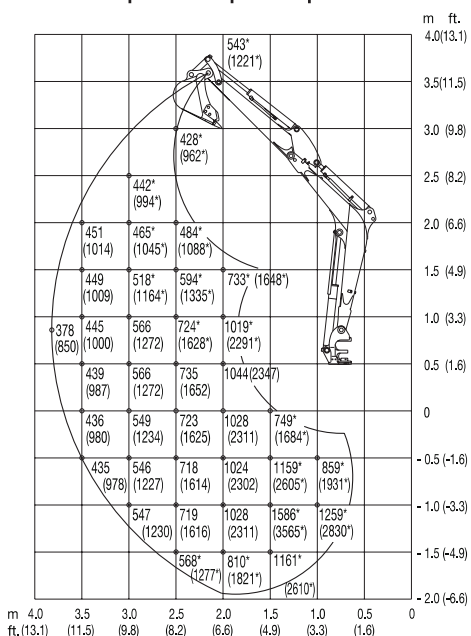 m ft.
4.0(13.1)
543*
(1221*)
3.5(11.5)
428*
(962*)
3.0 (9.8)
442*
(994*)
2.5 (8.2)
451 465* 484*
(1014) (1045*) (1088*)
2.0 (6.6)
449 518* 594* 733* (1648*)
(1009) (1164*) (1335*)
1.5 (4.9)
378 445 566 724* 1019*
(850) (1000) (1272) (1628*) (2291*)
1.0 (3.3)
439 566 735 1044(2347)
(987) (1272) (1652)
0.5 (1.6)
436 549 723 1028 749*
(980) (1234) (1625) (2311) (1684*)
0
435 546 718 1024 1159* 859*
(978) (1227) (1614) (2302) (2605*) (1931*)
- 0.5 (-1.6)
547 719 1028 1586* 1259*
(1230) (1616) (2311) (3565*) (2830*)
- 1.0 (-3.3)
568* 810* 1161*
(1277*) (1821*) (2610*)
- 1.5 (-4.9)
- 2.0 (-6.6)
m 4.0 3.5 3.0 2.5 2.0 1.5 1.0 0.5 0
ft.(13.1) (11.5) (9.8) (8.2) (6.6) (4.9) (3.3) (1.6)